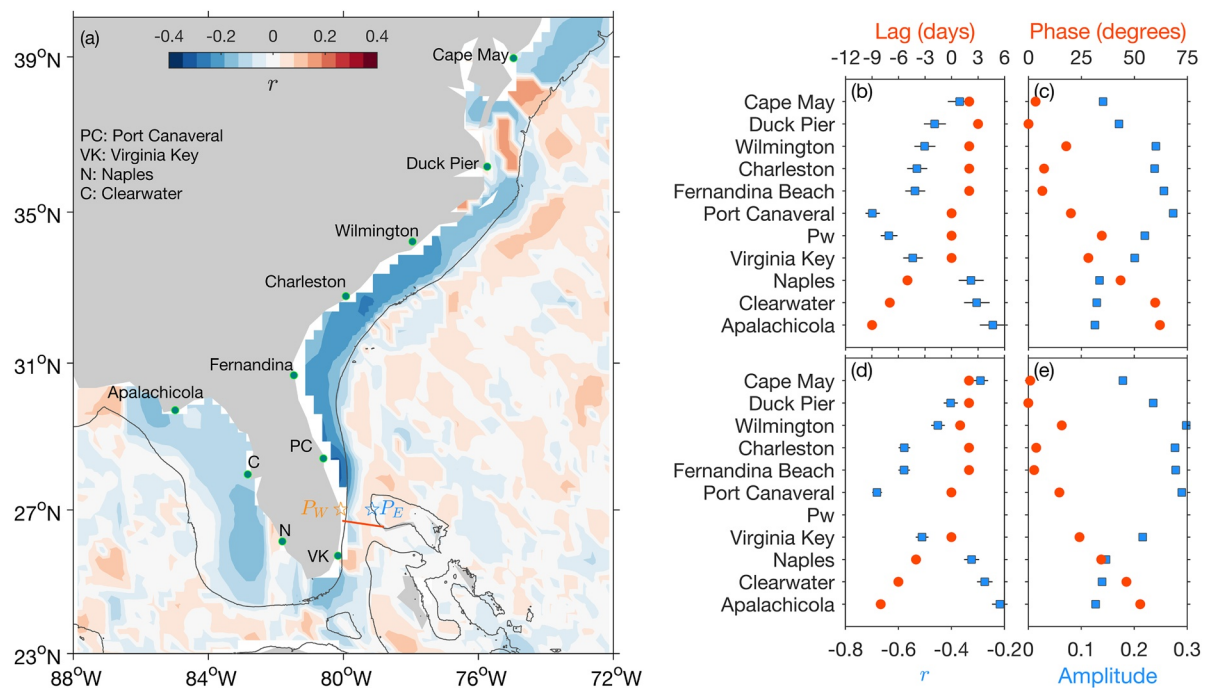 (a)
-0.4 -0.2 0 0.2 0.4
r
PC: Port Canaveral
VK: Virginia Key
N: Naples
C: Clearwater
Cape May
Duck Pier
Wilmington
Charleston
Fernandina
Apalachicola
PC
C
P_W
P_E
N
VK
39°N
35°N
31°N
27°N
23°N
88°W 84°W 80°W 76°W 72°W
Lag (days) Phase (degrees)
-12 -9 -6 -3 0 3 6 0 25 50 75
(b) (c)
Cape May
Duck Pier
Wilmington
Charleston
Fernandina Beach
Port Canaveral
Pw
Virginia Key
Naples
Clearwater
Apalachicola
(d) (e)
Cape May
Duck Pier
Wilmington
Charleston
Fernandina Beach
Port Canaveral
Pw
Virginia Key
Naples
Clearwater
Apalachicola
-0.8 -0.6 -0.4 -0.2 0 0.1 0.2 0.3
r Amplitude